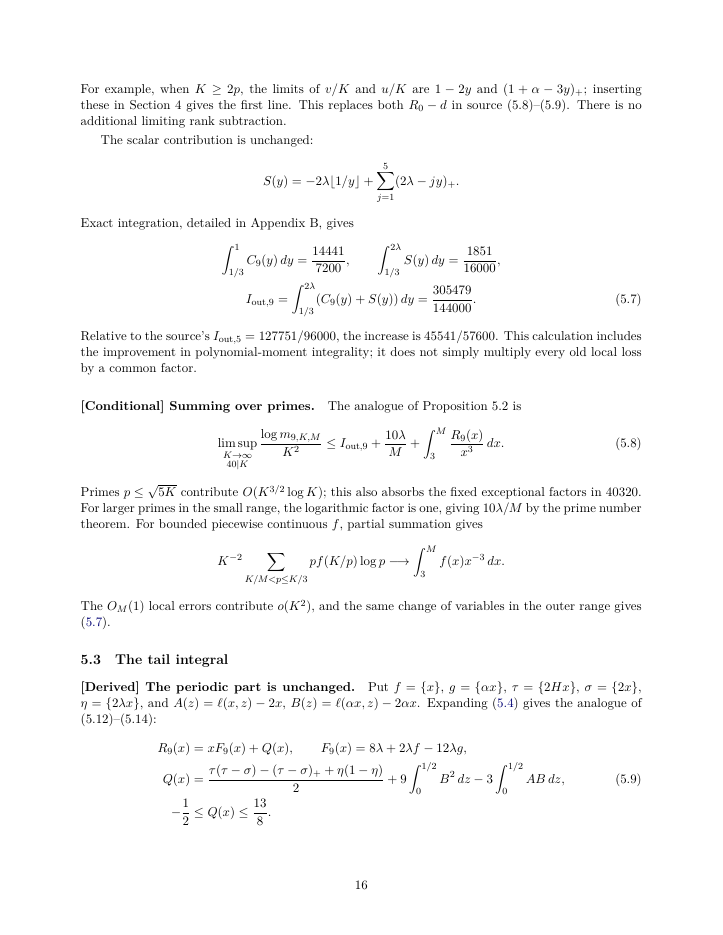 For example, when K ≥ 2p, the limits of v/K and u/K are 1 − 2y and (1 + α − 3y)₊; inserting
these in Section 4 gives the first line. This replaces both R₀ − d in source (5.8)–(5.9). There is no
additional limiting rank subtraction.
The scalar contribution is unchanged:
S(y) = −2λ⌊1/y⌋ + ∑_{j=1}^{5} (2λ − jy)₊.
Exact integration, detailed in Appendix B, gives
∫_{1/3}^{1} C₉(y) dy = 14441/7200, ∫_{1/3}^{2λ} S(y) dy = 1851/16000,
I_{out,9} = ∫_{1/3}^{2λ} (C₉(y) + S(y)) dy = 305479/144000. (5.7)
Relative to the source's I_{out,5} = 127751/96000, the increase is 45541/57600. This calculation includes
the improvement in polynomial-moment integrality; it does not simply multiply every old local loss
by a common factor.
[Conditional] Summing over primes. The analogue of Proposition 5.2 is
lim sup_{K→∞, 40|K} log m_{9,K,M}/K² ≤ I_{out,9} + 10λ/M + ∫_{3}^{M} R₉(x)/x³ dx. (5.8)
Primes p ≤ √5K contribute O(K^{3/2} log K); this also absorbs the fixed exceptional factors in 40320.
For larger primes in the small range, the logarithmic factor is one, giving 10λ/M by the prime number
theorem. For bounded piecewise continuous f, partial summation gives
K⁻² ∑_{K/M<p≤K/3} pf(K/p) log p ⟶ ∫_{3}^{M} f(x)x⁻³ dx.
The O_M(1) local errors contribute o(K²), and the same change of variables in the outer range gives
(5.7).
5.3 The tail integral
[Derived] The periodic part is unchanged. Put f = {x}, g = {αx}, τ = {2Hx}, σ = {2x},
η = {2λx}, and A(z) = ℓ(x, z) − 2x, B(z) = ℓ(αx, z) − 2αx. Expanding (5.4) gives the analogue of
(5.12)–(5.14):
R₉(x) = xF₉(x) + Q(x), F₉(x) = 8λ + 2λf − 12λg,
Q(x) = (τ(τ − σ) − (τ − σ)₊ + η(1 − η))/2 + 9 ∫_{0}^{1/2} B² dz − 3 ∫_{0}^{1/2} AB dz, (5.9)
−1/2 ≤ Q(x) ≤ 13/8.
16